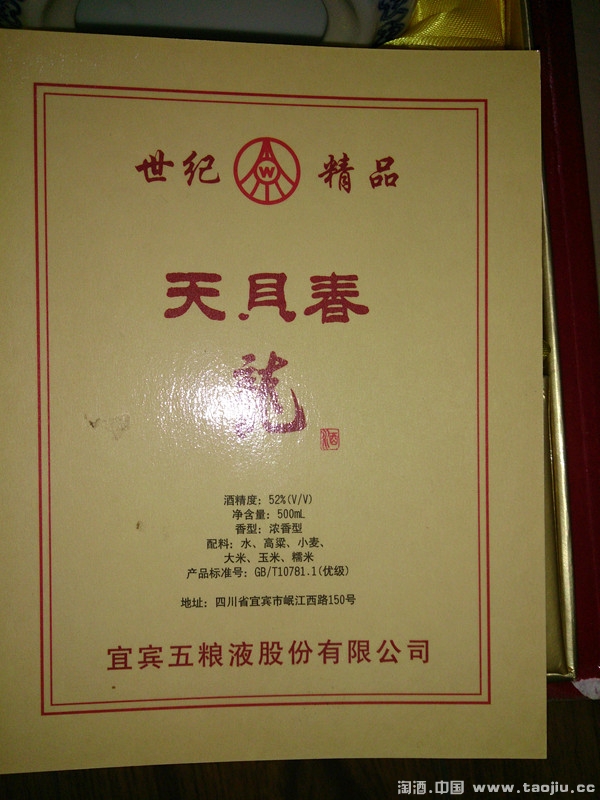 世纪 W 精品
天月春
龙
酒
酒精度: 52%(V/V)
净含量: 500mL
香型: 浓香型
配料: 水、高粱、小麦、
大米、玉米、糯米
产品标准号: GB/T10781.1(优级)
地址: 四川省宜宾市岷江西路150号
宜宾五粮液股份有限公司
淘酒.中国 www.taojiu.cc